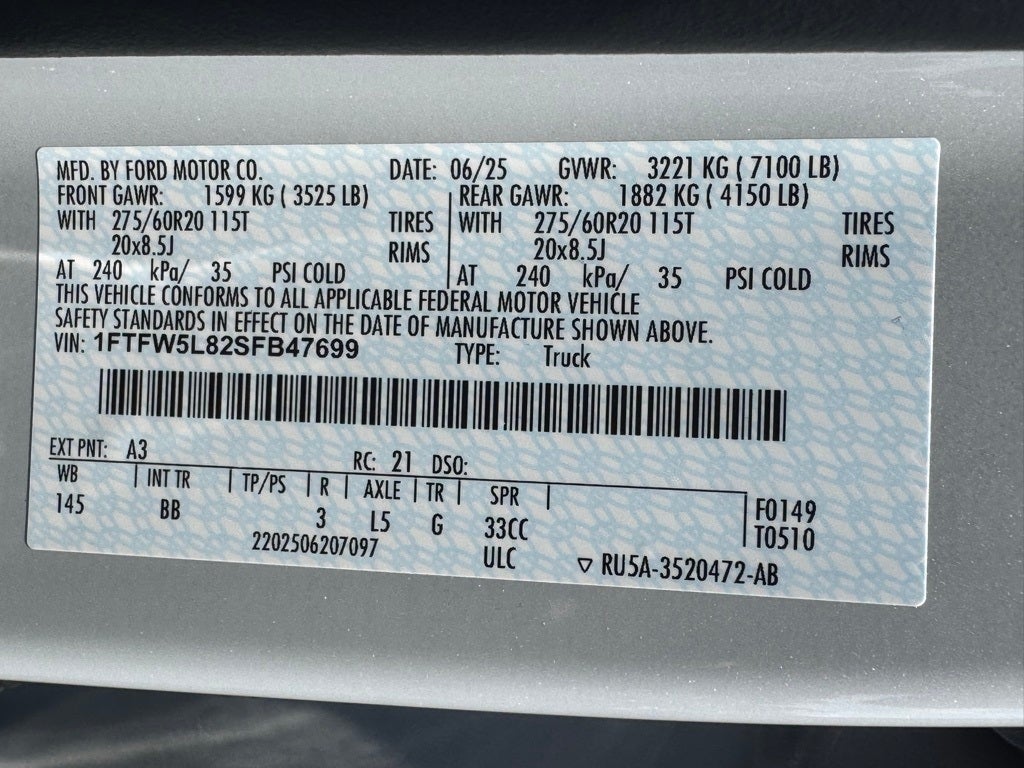 MFD. BY FORD MOTOR CO. DATE: 06/25 GVWR: 3221 KG ( 7100 LB)
FRONT GAWR: 1599 KG ( 3525 LB) REAR GAWR: 1882 KG ( 4150 LB)
WITH 275/60R20 115T TIRES WITH 275/60R20 115T TIRES
20x8.5J RIMS 20x8.5J RIMS
AT 240 kPa/ 35 PSI COLD AT 240 kPa/ 35 PSI COLD
THIS VEHICLE CONFORMS TO ALL APPLICABLE FEDERAL MOTOR VEHICLE
SAFETY STANDARDS IN EFFECT ON THE DATE OF MANUFACTURE SHOWN ABOVE.
VIN: 1FTFW5L82SFB47699 TYPE: Truck
EXT PNT: A3 RC: 21 DSO:
WB INT TR TP/PS R AXLE TR SPR F0149
145 BB 3 L5 G 33CC T0510
2202506207097 ULC RU5A-3520472-AB